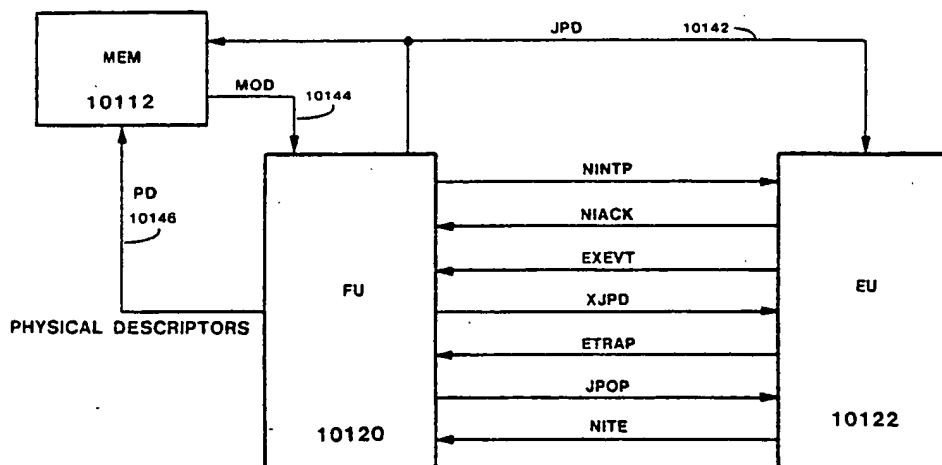 JPD
10142
MEM
10112
MOD
10144
NINTP
PD
10146
NIACK
EXEVT
FU
EU
XJPD
PHYSICAL DESCRIPTORS
ETRAP
JPOP
10120
NITE
10122